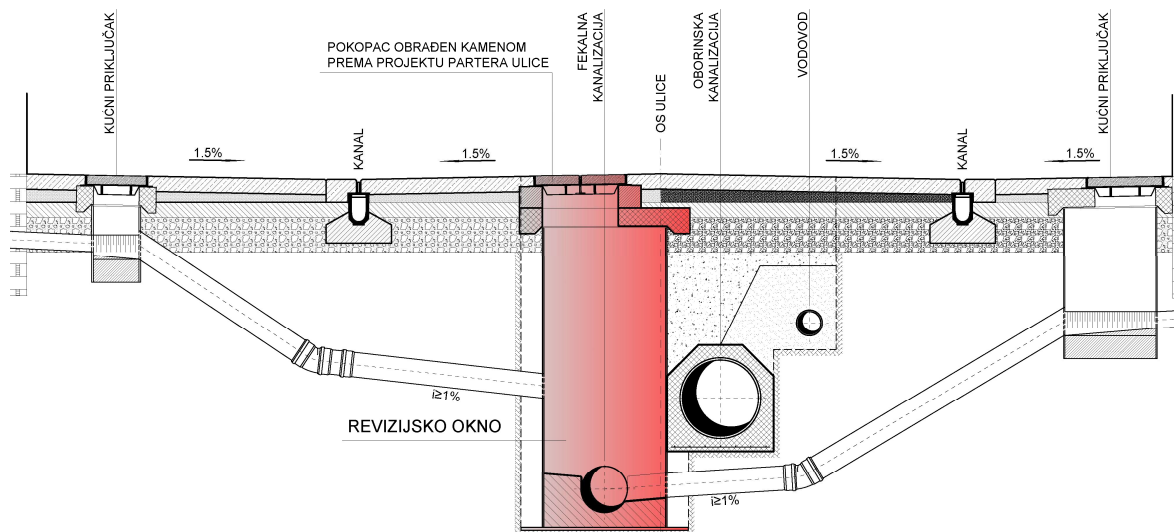 KUĆNI PRIKLJUČAK
POKOPAC OBRAĐEN KAMENOM
PREMA PROJEKTU PARTERA ULICE
FEKALNA
KANALIZACIJA
OS ULICE
OBORINSKA
KANALIZACIJA
VODOVOD
KUĆNI PRIKLJUČAK
1.5%
KANAL
1.5%
1.5%
KANAL
1.5%
i≥1%
REVIZIJSKO OKNO
i≥1%